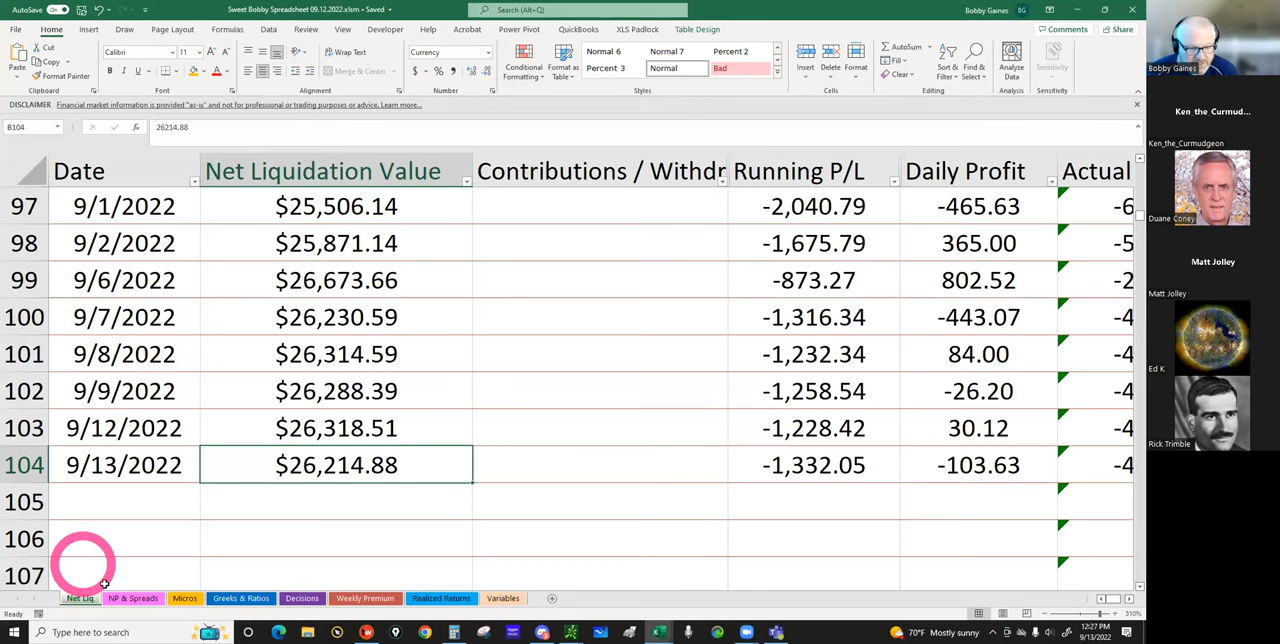 AutoSave On
Sweet Bobby Spreadsheet 09.12.2022.xlsm • Saved
Search (Alt+Q)
Bobby Gaines BG
File Home Insert Draw Page Layout Formulas Data Review View Developer Help Acrobat Power Pivot QuickBooks XLS Padlock Table Design
Comments Share
Paste
Cut
Copy
Format Painter
Calibri 11
B I U
Wrap Text
Merge & Center
Currency
$ % 9
Conditional Formatting
Format as Table
Normal 6 Normal 7 Percent 2
Percent 3 Normal Bad
Insert Delete Format
AutoSum
Fill
Clear
Sort & Filter
Find & Select
Analyze Data
Sensitivity
Clipboard Font Alignment Number Styles Cells Editing Analysis Sensitivity
DISCLAIMER Financial market information is provided "as-is" and not for professional or trading purposes or advice. Learn more...
B104 fx 26214.88
Date Net Liquidation Value Contributions / Withdr Running P/L Daily Profit Actual
97 9/1/2022 $25,506.14 -2,040.79 -465.63 -6
98 9/2/2022 $25,871.14 -1,675.79 365.00 -5
99 9/6/2022 $26,673.66 -873.27 802.52 -2
100 9/7/2022 $26,230.59 -1,316.34 -443.07 -4
101 9/8/2022 $26,314.59 -1,232.34 84.00 -4
102 9/9/2022 $26,288.39 -1,258.54 -26.20 -4
103 9/12/2022 $26,318.51 -1,228.42 30.12 -4
104 9/13/2022 $26,214.88 -1,332.05 -103.63 -4
105
106
107
Net Liq NP & Spreads Micros Greeks & Ratios Decisions Weekly Premium Realized Returns Variables
Ready
310%
Type here to search
70°F Mostly sunny
12:27 PM
9/13/2022
Bobby Gaines
Ken_the_Curmud...
Ken_the_Curmudgeon
Duane Coney
Matt Jolley
Matt Jolley
Ed K
Rick Trimble